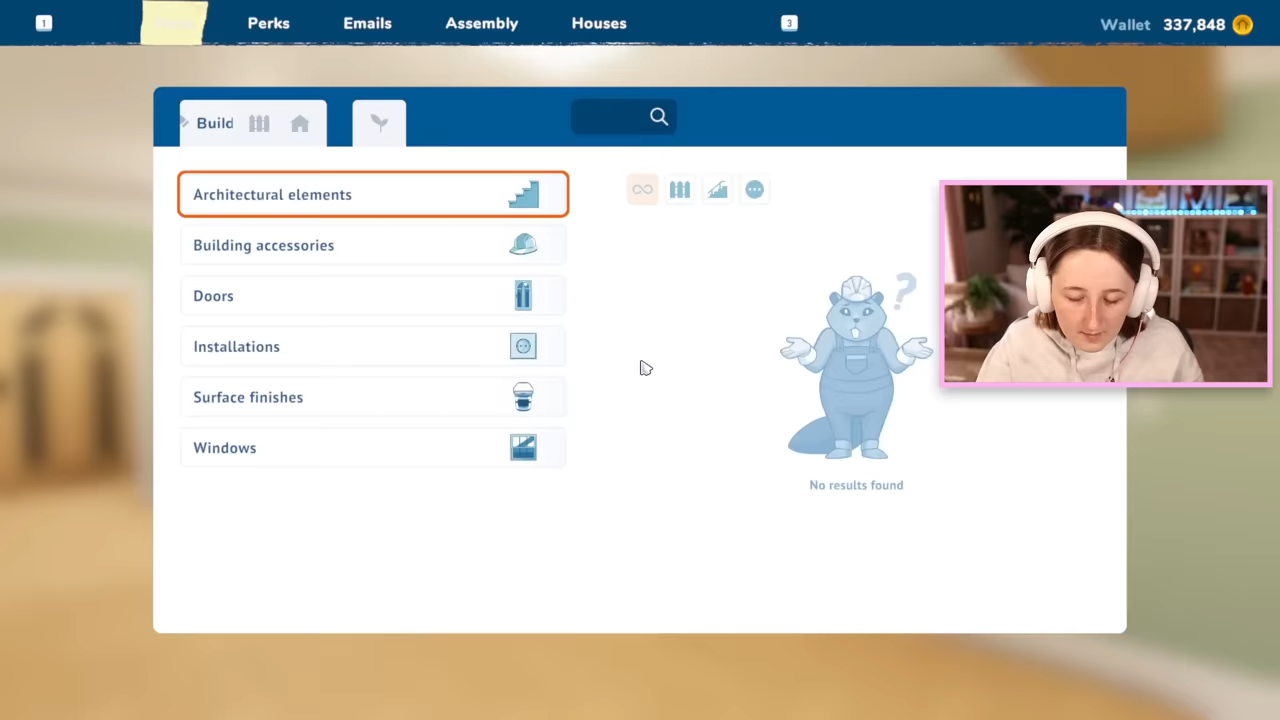 1
Perks
Emails
Assembly
Houses
3
Wallet 337,848
Build
Architectural elements
Building accessories
Doors
Installations
Surface finishes
Windows
?
No results found